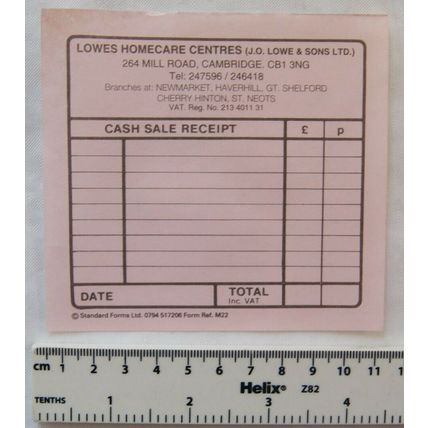 LOWES HOMECARE CENTRES (J.O. LOWE & SONS LTD.)
264 MILL ROAD, CAMBRIDGE. CB1 3NG
Tel: 247596 / 246418
Branches at: NEWMARKET, HAVERHILL, GT. SHELFORD
CHERRY HINTON, ST. NEOTS
VAT. Reg. No. 213 4011 31
CASH SALE RECEIPT £ p
DATE TOTAL
Inc. VAT
© Standard Forms Ltd. 0794 517206 Form Ref. M22
cm 1 2 3 4 5 6 7 8 9 10 11 12
Helix® Z82
TENTHS 1 2 3 4